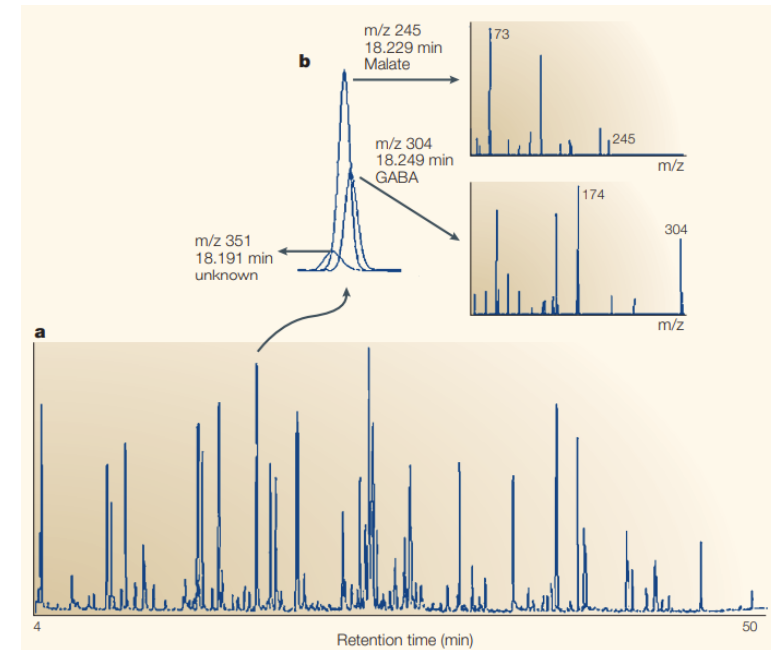 b
m/z 245
18.229 min
Malate
73
245
m/z
m/z 304
18.249 min
GABA
174
304
m/z
m/z 351
18.191 min
unknown
a
4
50
Retention time (min)